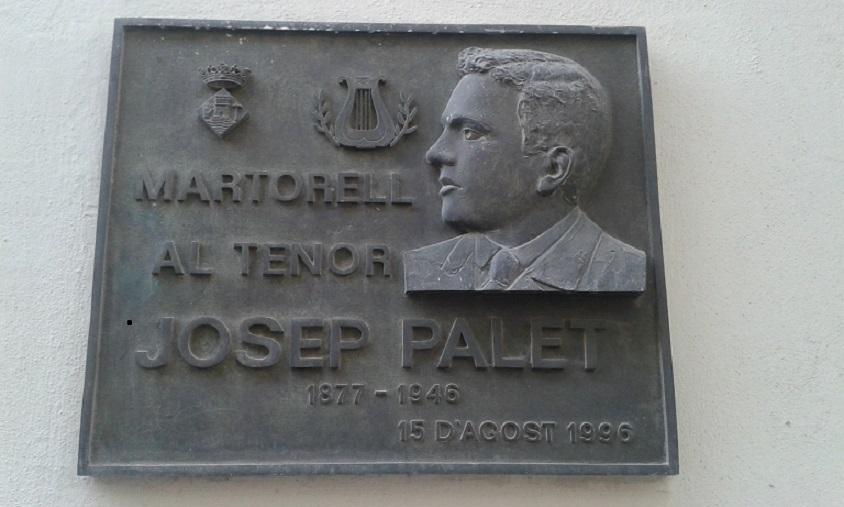 MARTORELL
AL TENOR
JOSEP PALET
1877 - 1946
15 D'AGOST 1996